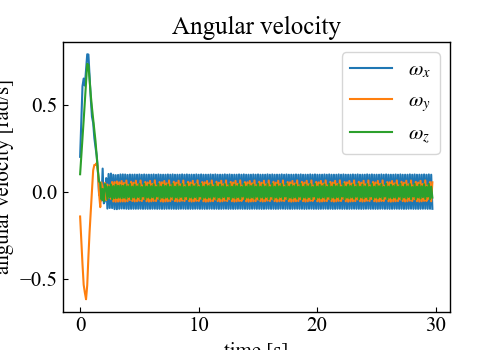 Angular velocity
angular velocity [rad/s]
0.5
0.0
−0.5
0
10
20
30
time [s]
ωx
ωy
ωz